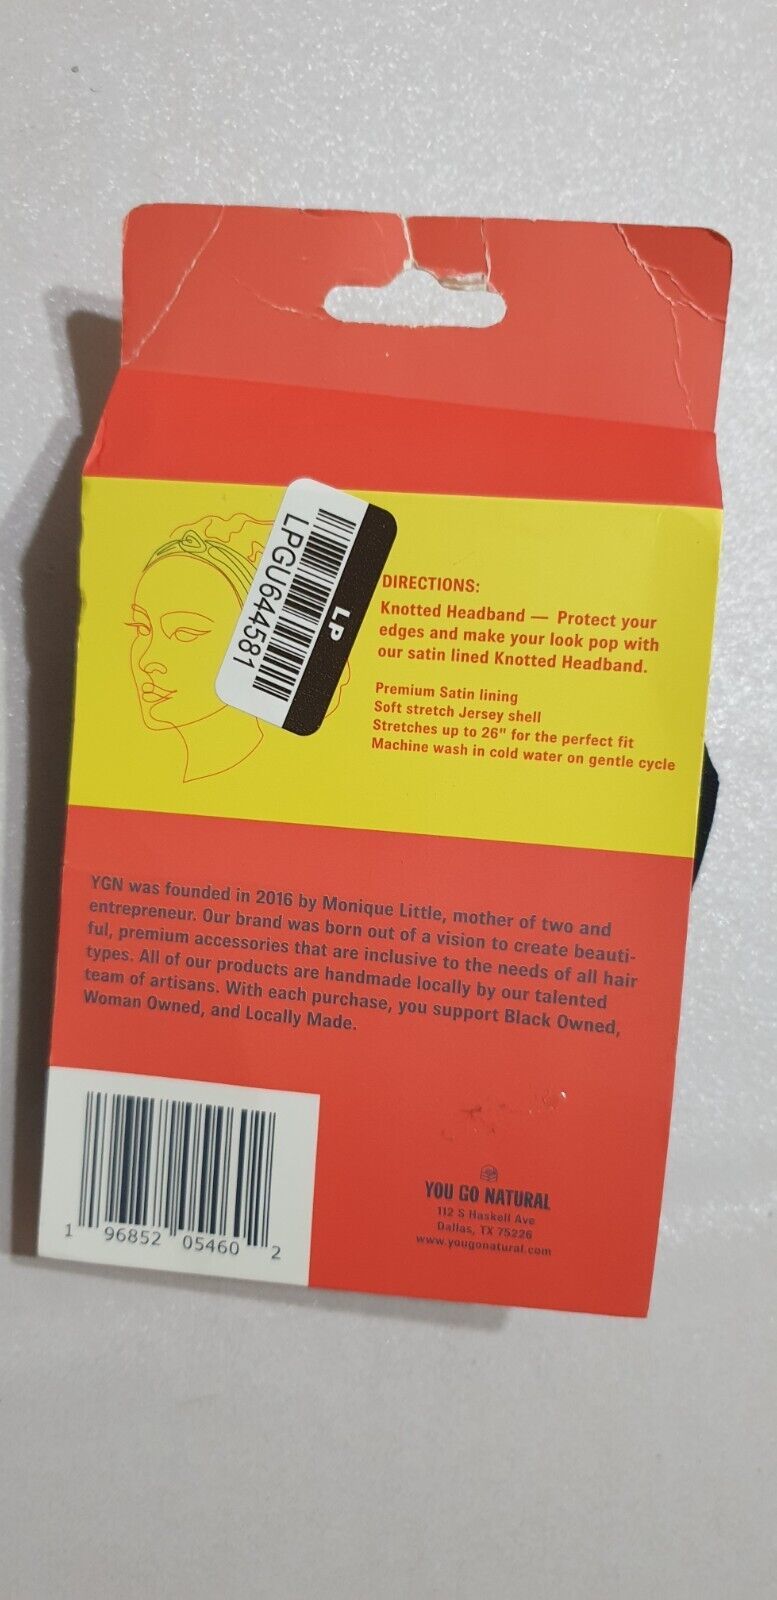 LP
LPGU644581
DIRECTIONS:
Knotted Headband — Protect your
edges and make your look pop with
our satin lined Knotted Headband.
Premium Satin lining
Soft stretch Jersey shell
Stretches up to 26" for the perfect fit
Machine wash in cold water on gentle cycle
YGN was founded in 2016 by Monique Little, mother of two and
entrepreneur. Our brand was born out of a vision to create beauti-
ful, premium accessories that are inclusive to the needs of all hair
types. All of our products are handmade locally by our talented
team of artisans. With each purchase, you support Black Owned,
Woman Owned, and Locally Made.
1 96852 05460 2
YOU GO NATURAL
112 S Haskell Ave
Dallas, TX 75226
www.yougonatural.com